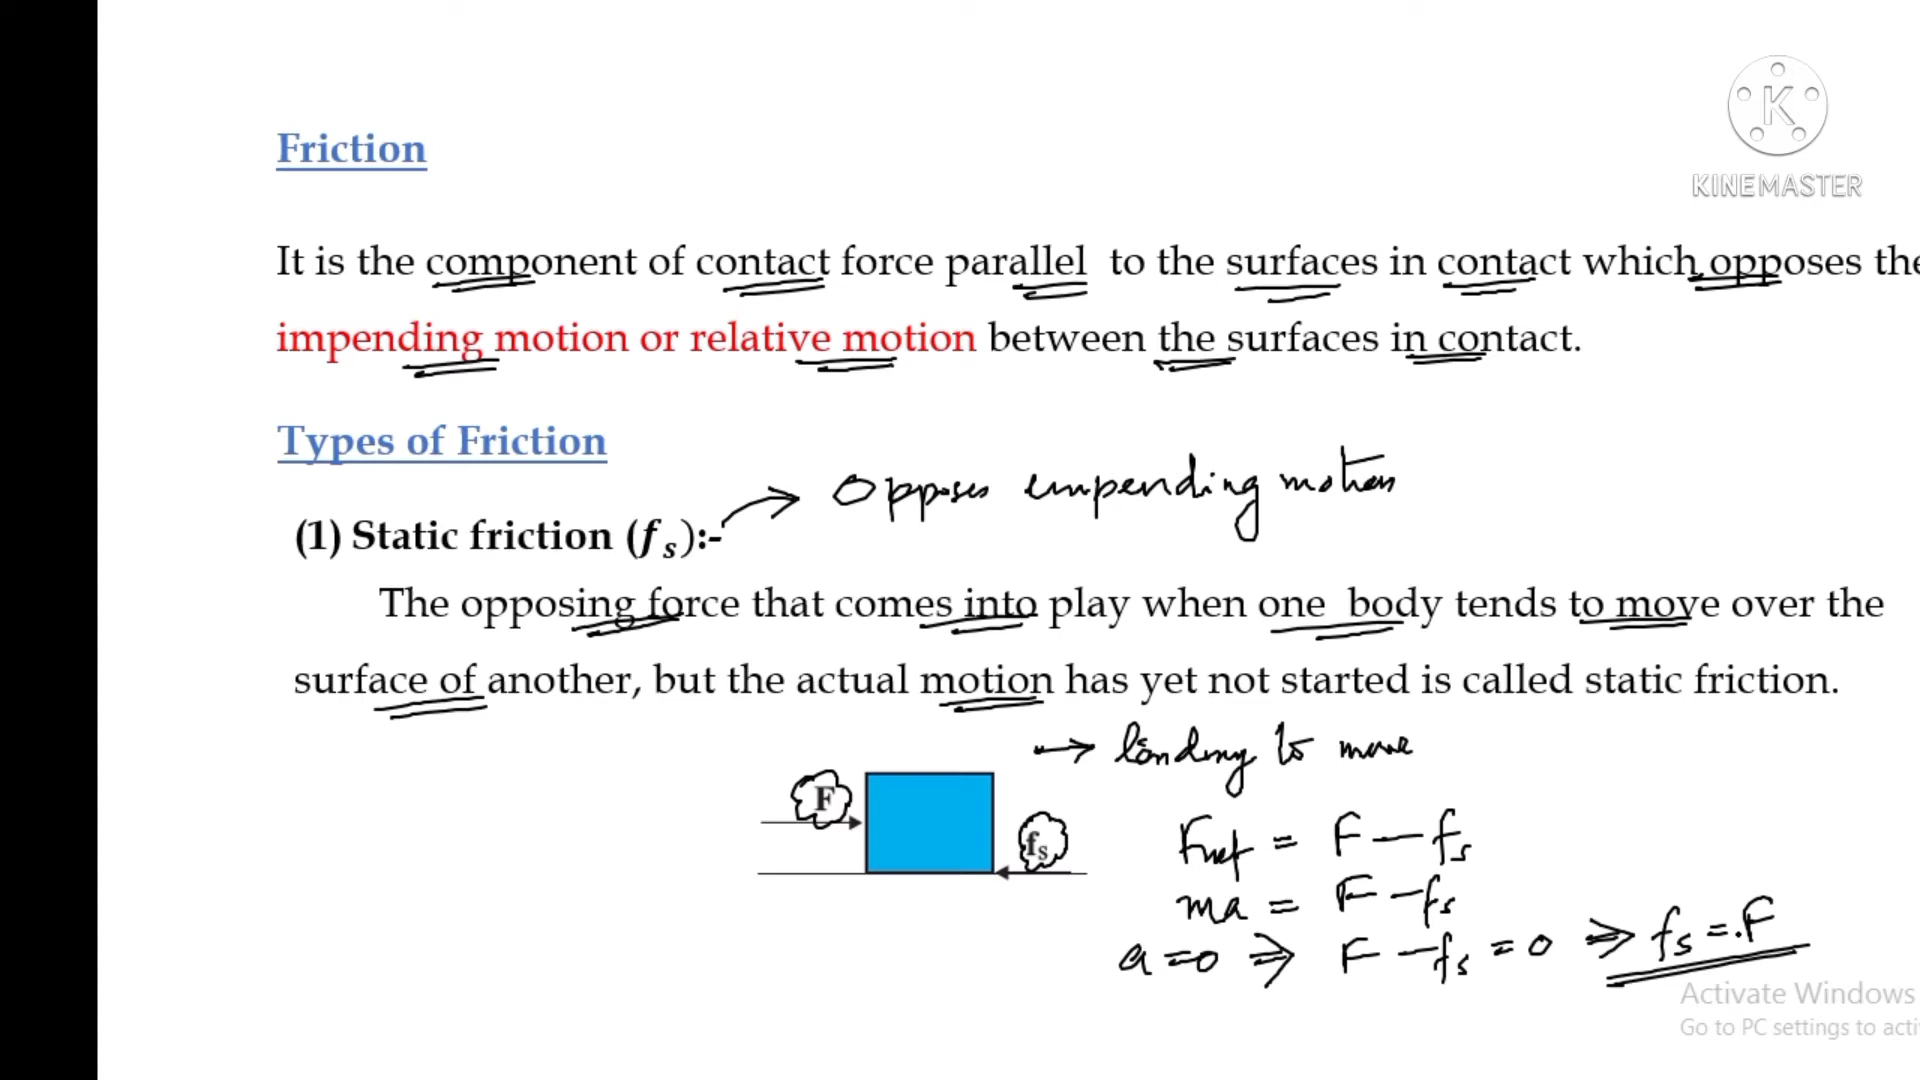 Friction
K
KINEMASTER
It is the component of contact force parallel to the surfaces in contact which opposes the
impending motion or relative motion between the surfaces in contact.
Types of Friction
→ Opposes impending motion
(1) Static friction (fₛ):-
The opposing force that comes into play when one body tends to move over the
surface of another, but the actual motion has yet not started is called static friction.
→ tending to move
F
fs
Fnet = F - fs
ma = F - fs
a = 0 ⇒ F - fs = 0 ⇒ fs = F
Activate Windows
Go to PC settings to acti